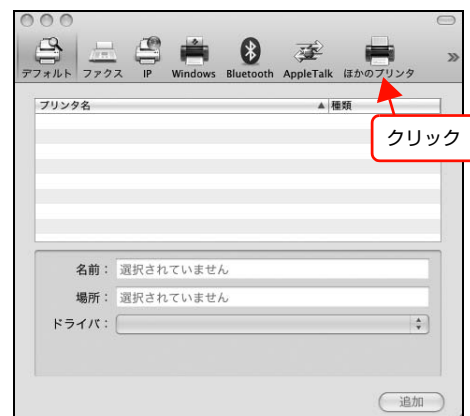 デフォルト ファクス IP Windows Bluetooth AppleTalk ほかのプリンタ »
プリンタ名 ▲ 種類
クリック
名前： 選択されていません
場所： 選択されていません
ドライバ：
追加